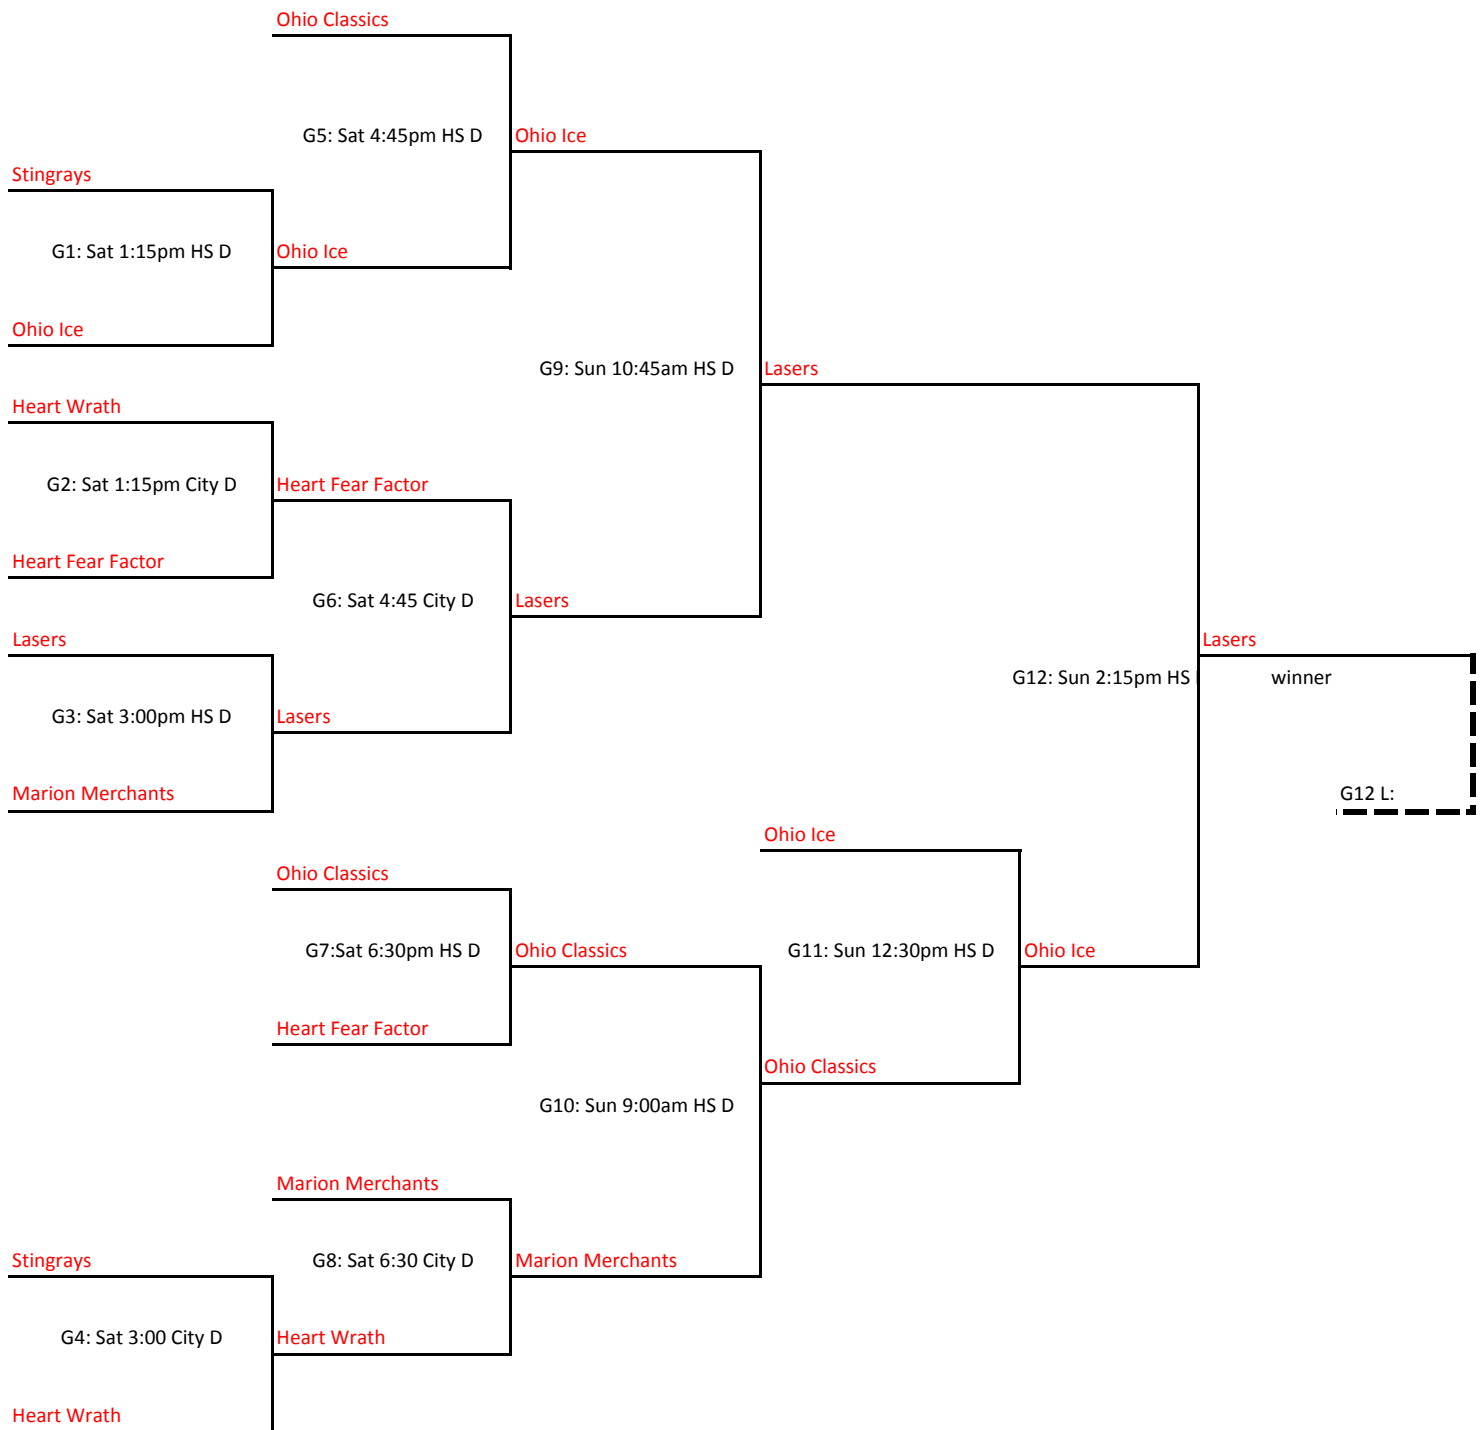 Ohio Classics
G5: Sat 4:45pm HS D
Ohio Ice
Stingrays
G1: Sat 1:15pm HS D
Ohio Ice
Ohio Ice
G9: Sun 10:45am HS D
Lasers
Heart Wrath
G2: Sat 1:15pm City D
Heart Fear Factor
Heart Fear Factor
G6: Sat 4:45 City D
Lasers
Lasers
Lasers
G12: Sun 2:15pm HS
winner
G3: Sat 3:00pm HS D
Lasers
Marion Merchants
G12 L:
Ohio Ice
Ohio Classics
G7:Sat 6:30pm HS D
Ohio Classics
G11: Sun 12:30pm HS D
Ohio Ice
Heart Fear Factor
Ohio Classics
G10: Sun 9:00am HS D
Marion Merchants
Stingrays
G8: Sat 6:30 City D
Marion Merchants
G4: Sat 3:00 City D
Heart Wrath
Heart Wrath